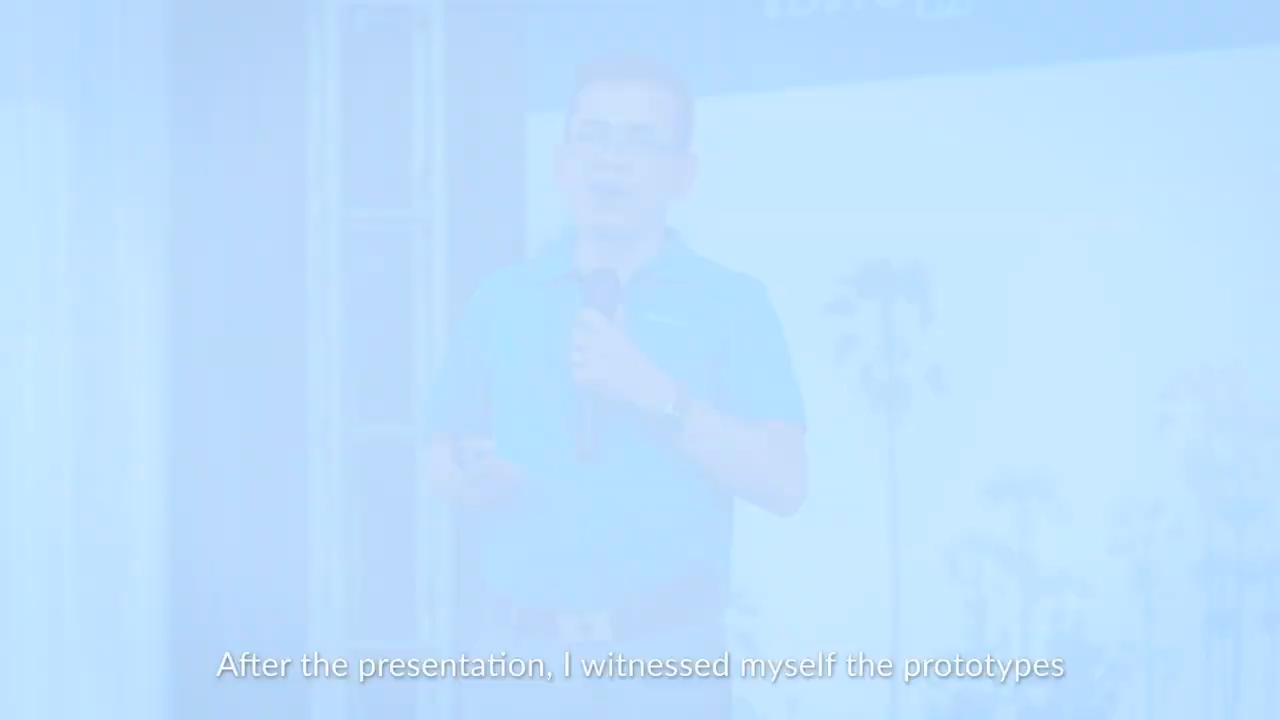 After the presentation, I witnessed myself the prototypes